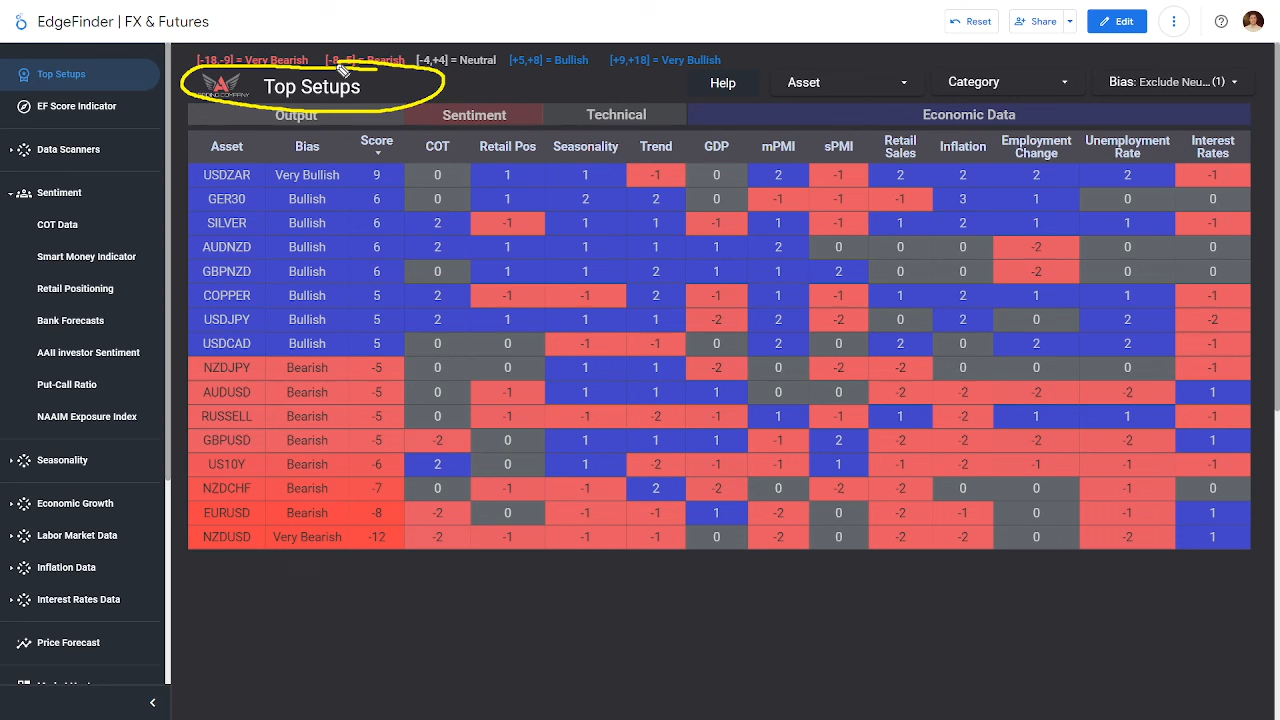 EdgeFinder | FX & Futures
Reset
Share
Edit
Top Setups
EF Score Indicator
Data Scanners
Sentiment
COT Data
Smart Money Indicator
Retail Positioning
Bank Forecasts
AAII investor Sentiment
Put-Call Ratio
NAAIM Exposure Index
Seasonality
Economic Growth
Labor Market Data
Inflation Data
Interest Rates Data
Price Forecast
[-18,-9] = Very Bearish [-8,-5] = Bearish [-4,+4] = Neutral [+5,+8] = Bullish [+9,+18] = Very Bullish
Top Setups
Help Asset Category Bias: Exclude Neu... (1)
Output Sentiment Technical Economic Data
Asset Bias Score COT Retail Pos Seasonality Trend GDP mPMI sPMI Retail Sales Inflation Employment Change Unemployment Rate Interest Rates
USDZAR Very Bullish 9 0 1 1 -1 0 2 -1 2 2 2 2 -1
GER30 Bullish 6 0 1 2 2 0 -1 -1 -1 3 1 0 0
SILVER Bullish 6 2 -1 1 1 -1 1 -1 1 2 1 1 -1
AUDNZD Bullish 6 2 1 1 1 1 2 0 0 0 -2 0 0
GBPNZD Bullish 6 0 1 1 2 1 1 2 0 0 -2 0 0
COPPER Bullish 5 2 -1 -1 2 -1 1 -1 1 2 1 1 -1
USDJPY Bullish 5 2 1 1 1 -2 2 -2 0 2 0 2 -2
USDCAD Bullish 5 0 0 -1 -1 0 2 0 2 0 2 2 -1
NZDJPY Bearish -5 0 0 1 1 -2 0 -2 -2 0 0 0 -1
AUDUSD Bearish -5 0 -1 1 1 1 0 0 -2 -2 -2 -2 1
RUSSELL Bearish -5 0 -1 -1 -2 -1 1 -1 1 -2 1 1 -1
GBPUSD Bearish -5 -2 0 1 1 1 -1 2 -2 -2 -2 -2 1
US10Y Bearish -6 2 0 1 -2 -1 -1 1 -1 -2 -1 -1 -1
NZDCHF Bearish -7 0 -1 -1 2 -2 0 -2 -2 0 0 -1 0
EURUSD Bearish -8 -2 0 -1 -1 1 -2 0 -2 -1 0 -1 1
NZDUSD Very Bearish -12 -2 -1 -1 -1 0 -2 0 -2 -2 0 -2 1